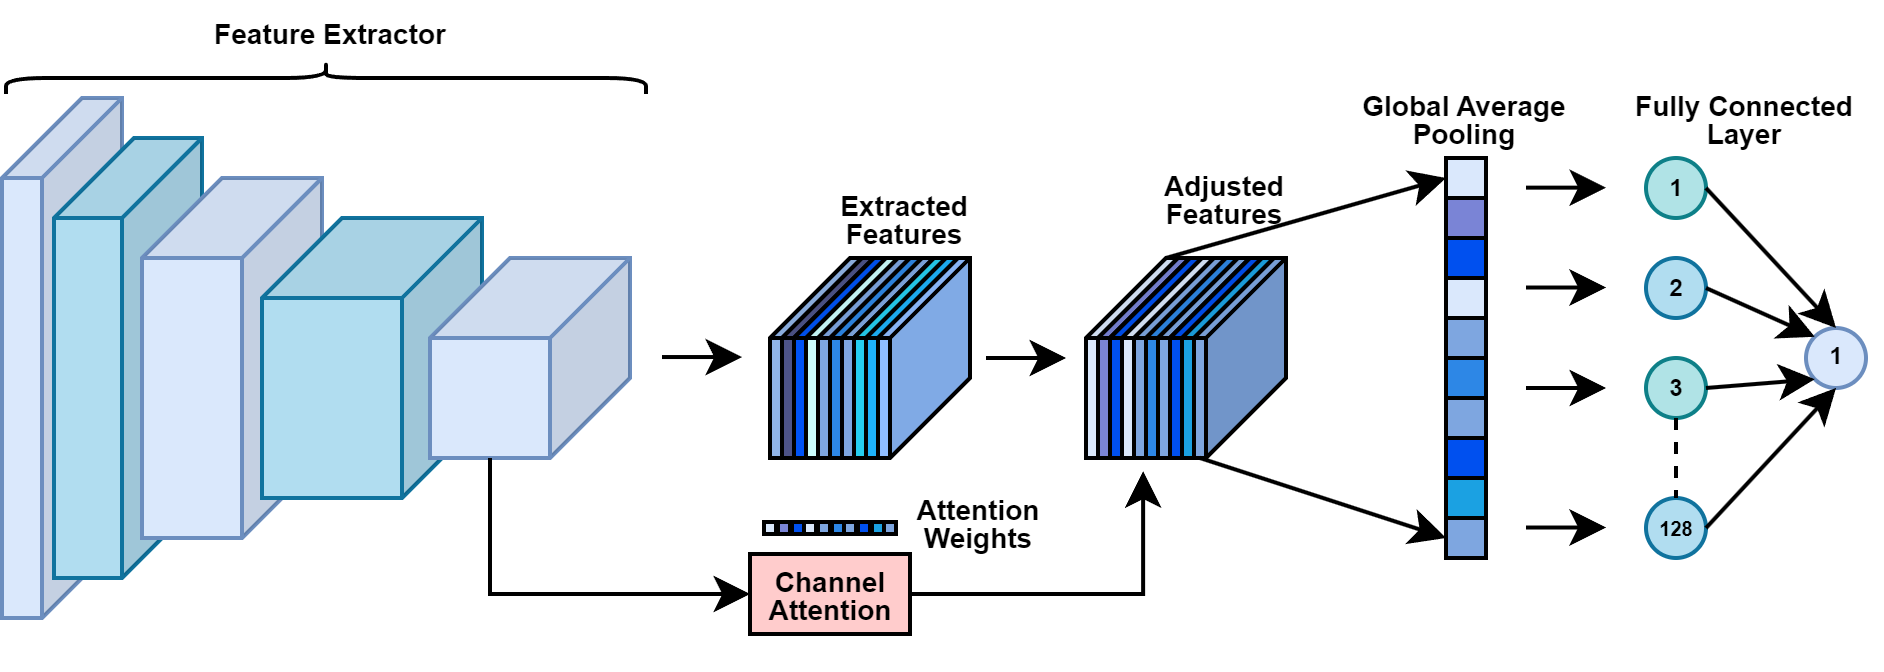 Feature Extractor
Extracted
Features
Adjusted
Features
Global Average
Pooling
Fully Connected
Layer
1
2
3
128
1
Attention
Weights
Channel
Attention